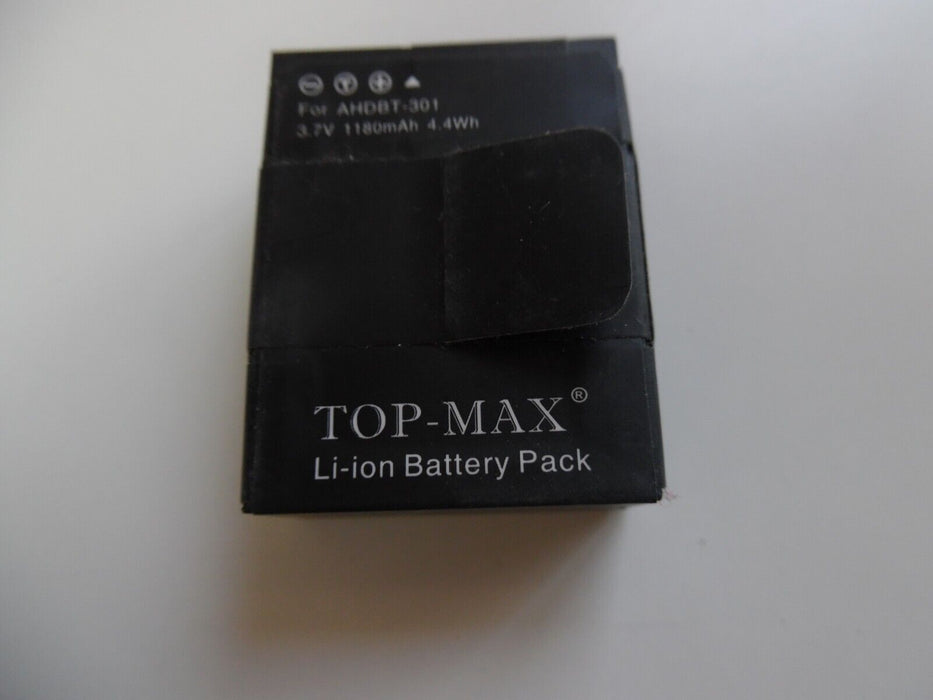 For AHDBT-301
3.7V 1180mAh 4.4Wh
TOP-MAX®
Li-ion Battery Pack